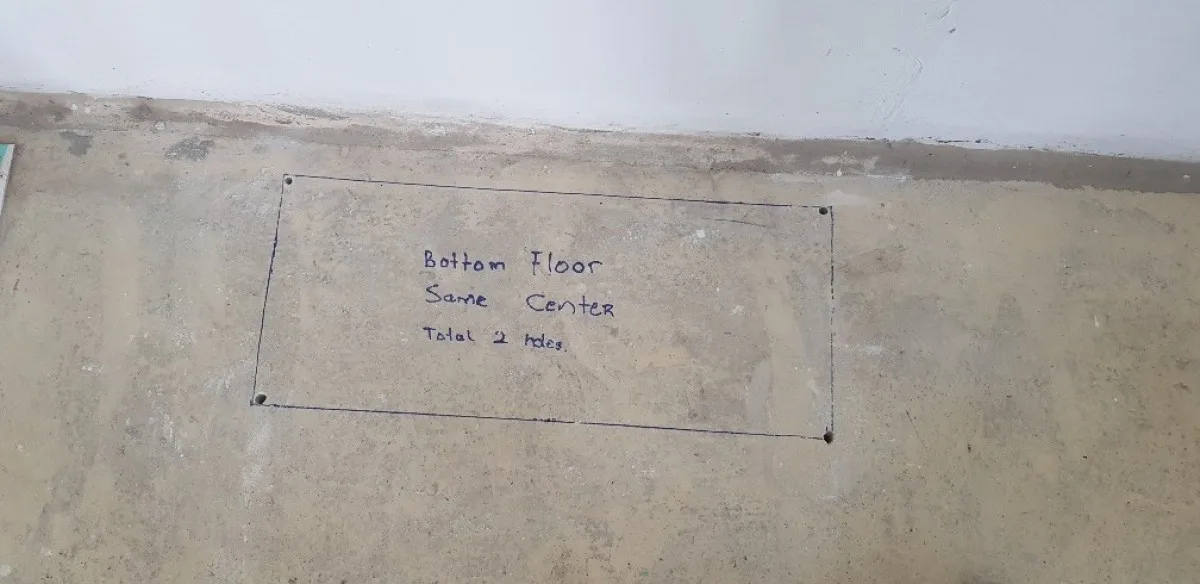 Bottom Floor
Same Center
Total 2 holes.